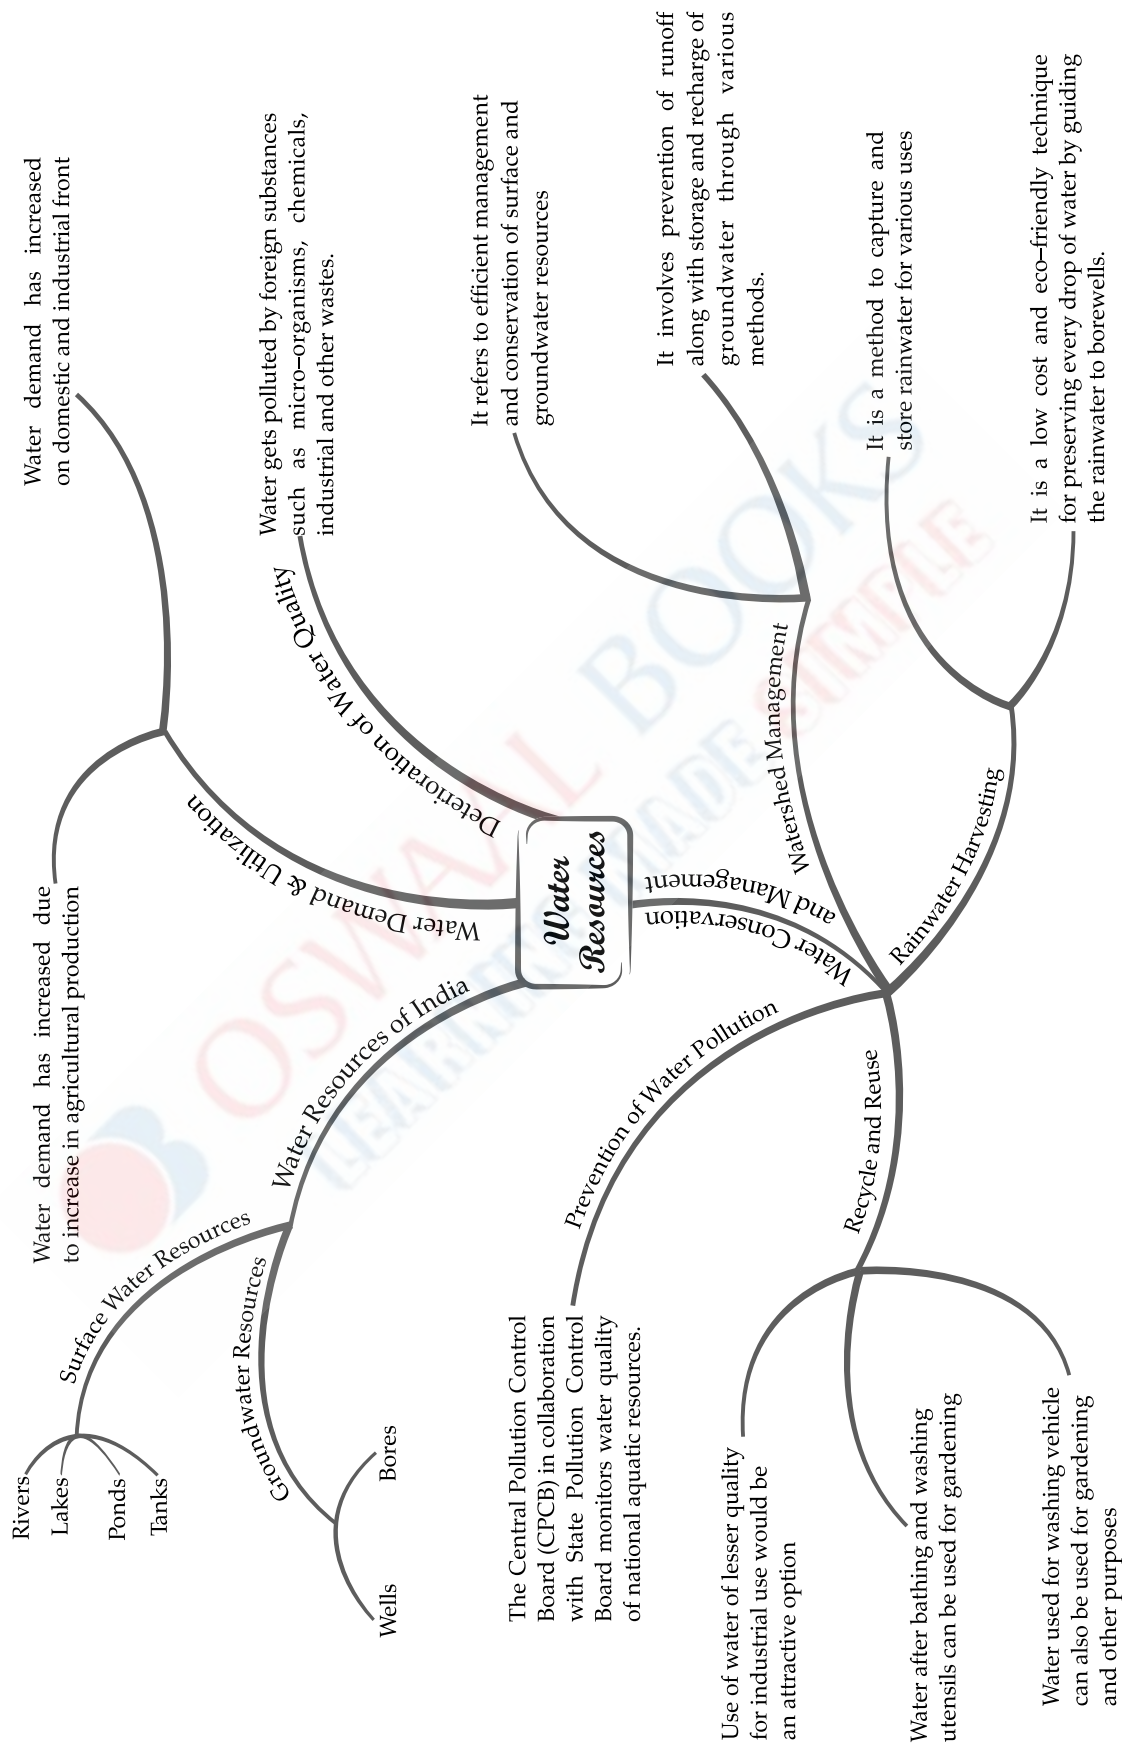 Water
Resources
Water Resources of India
Surface Water Resources
Rivers
Lakes
Ponds
Tanks
Groundwater Resources
Wells
Bores
Water Demand & Utilization
Water demand has increased due
to increase in agricultural production
Water demand has increased
on domestic and industrial front
Deterioration of Water Quality
Water gets polluted by foreign substances
such as micro–organisms, chemicals,
industrial and other wastes.
Water Conservation
and Management
Prevention of Water Pollution
The Central Pollution Control
Board (CPCB) in collaboration
with State Pollution Control
Board monitors water quality
of national aquatic resources.
Watershed Management
It refers to efficient management
and conservation of surface and
groundwater resources
It involves prevention of runoff
along with storage and recharge of
groundwater through various
methods.
Rainwater Harvesting
It is a method to capture and
store rainwater for various uses
It is a low cost and eco–friendly technique
for preserving every drop of water by guiding
the rainwater to borewells.
Recycle and Reuse
Use of water of lesser quality
for industrial use would be
an attractive option
Water after bathing and washing
utensils can be used for gardening
Water used for washing vehicle
can also be used for gardening
and other purposes
OSWAAL BOOKS
LEARNING MADE SIMPLE